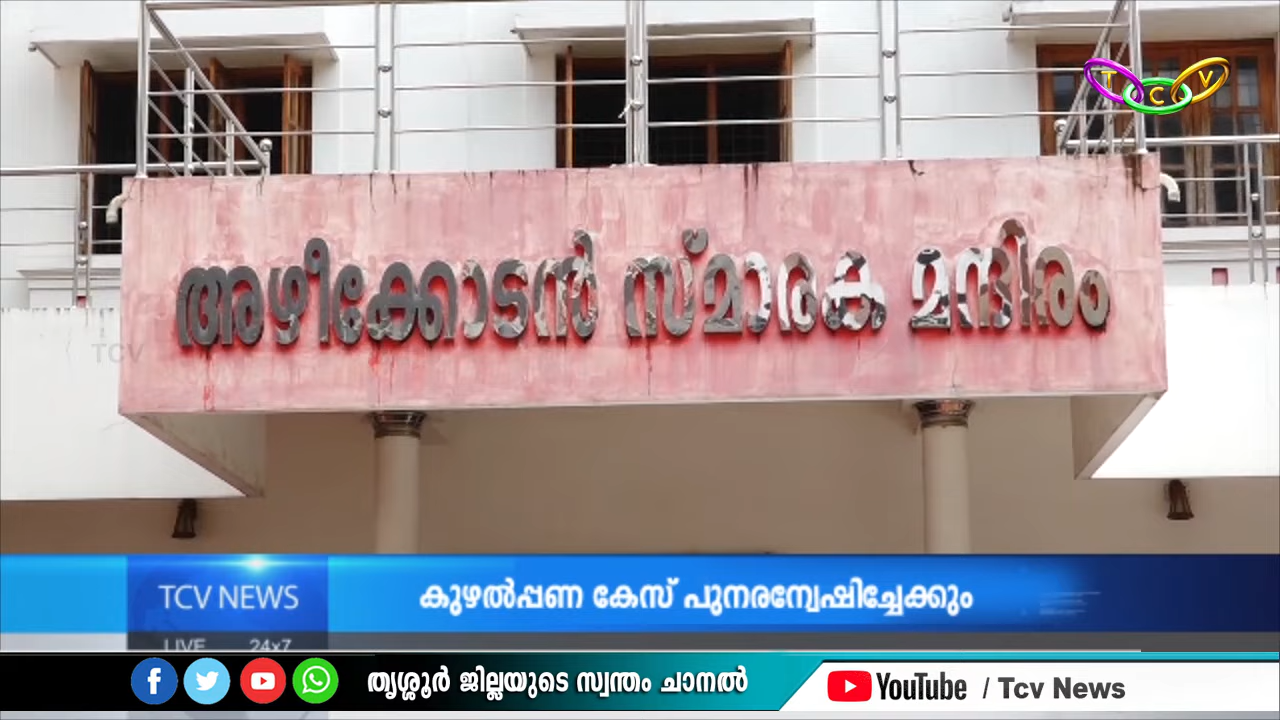 T C V
അഴീക്കോടൻ സ്മാരക മന്ദിരം
TCV
TCV NEWS
കുഴൽപ്പണ കേസ് പുനരന്വേഷിച്ചേക്കും
LIVE 24x7
തൃശ്ശൂർ ജില്ലയുടെ സ്വന്തം ചാനൽ
YouTube / Tcv News